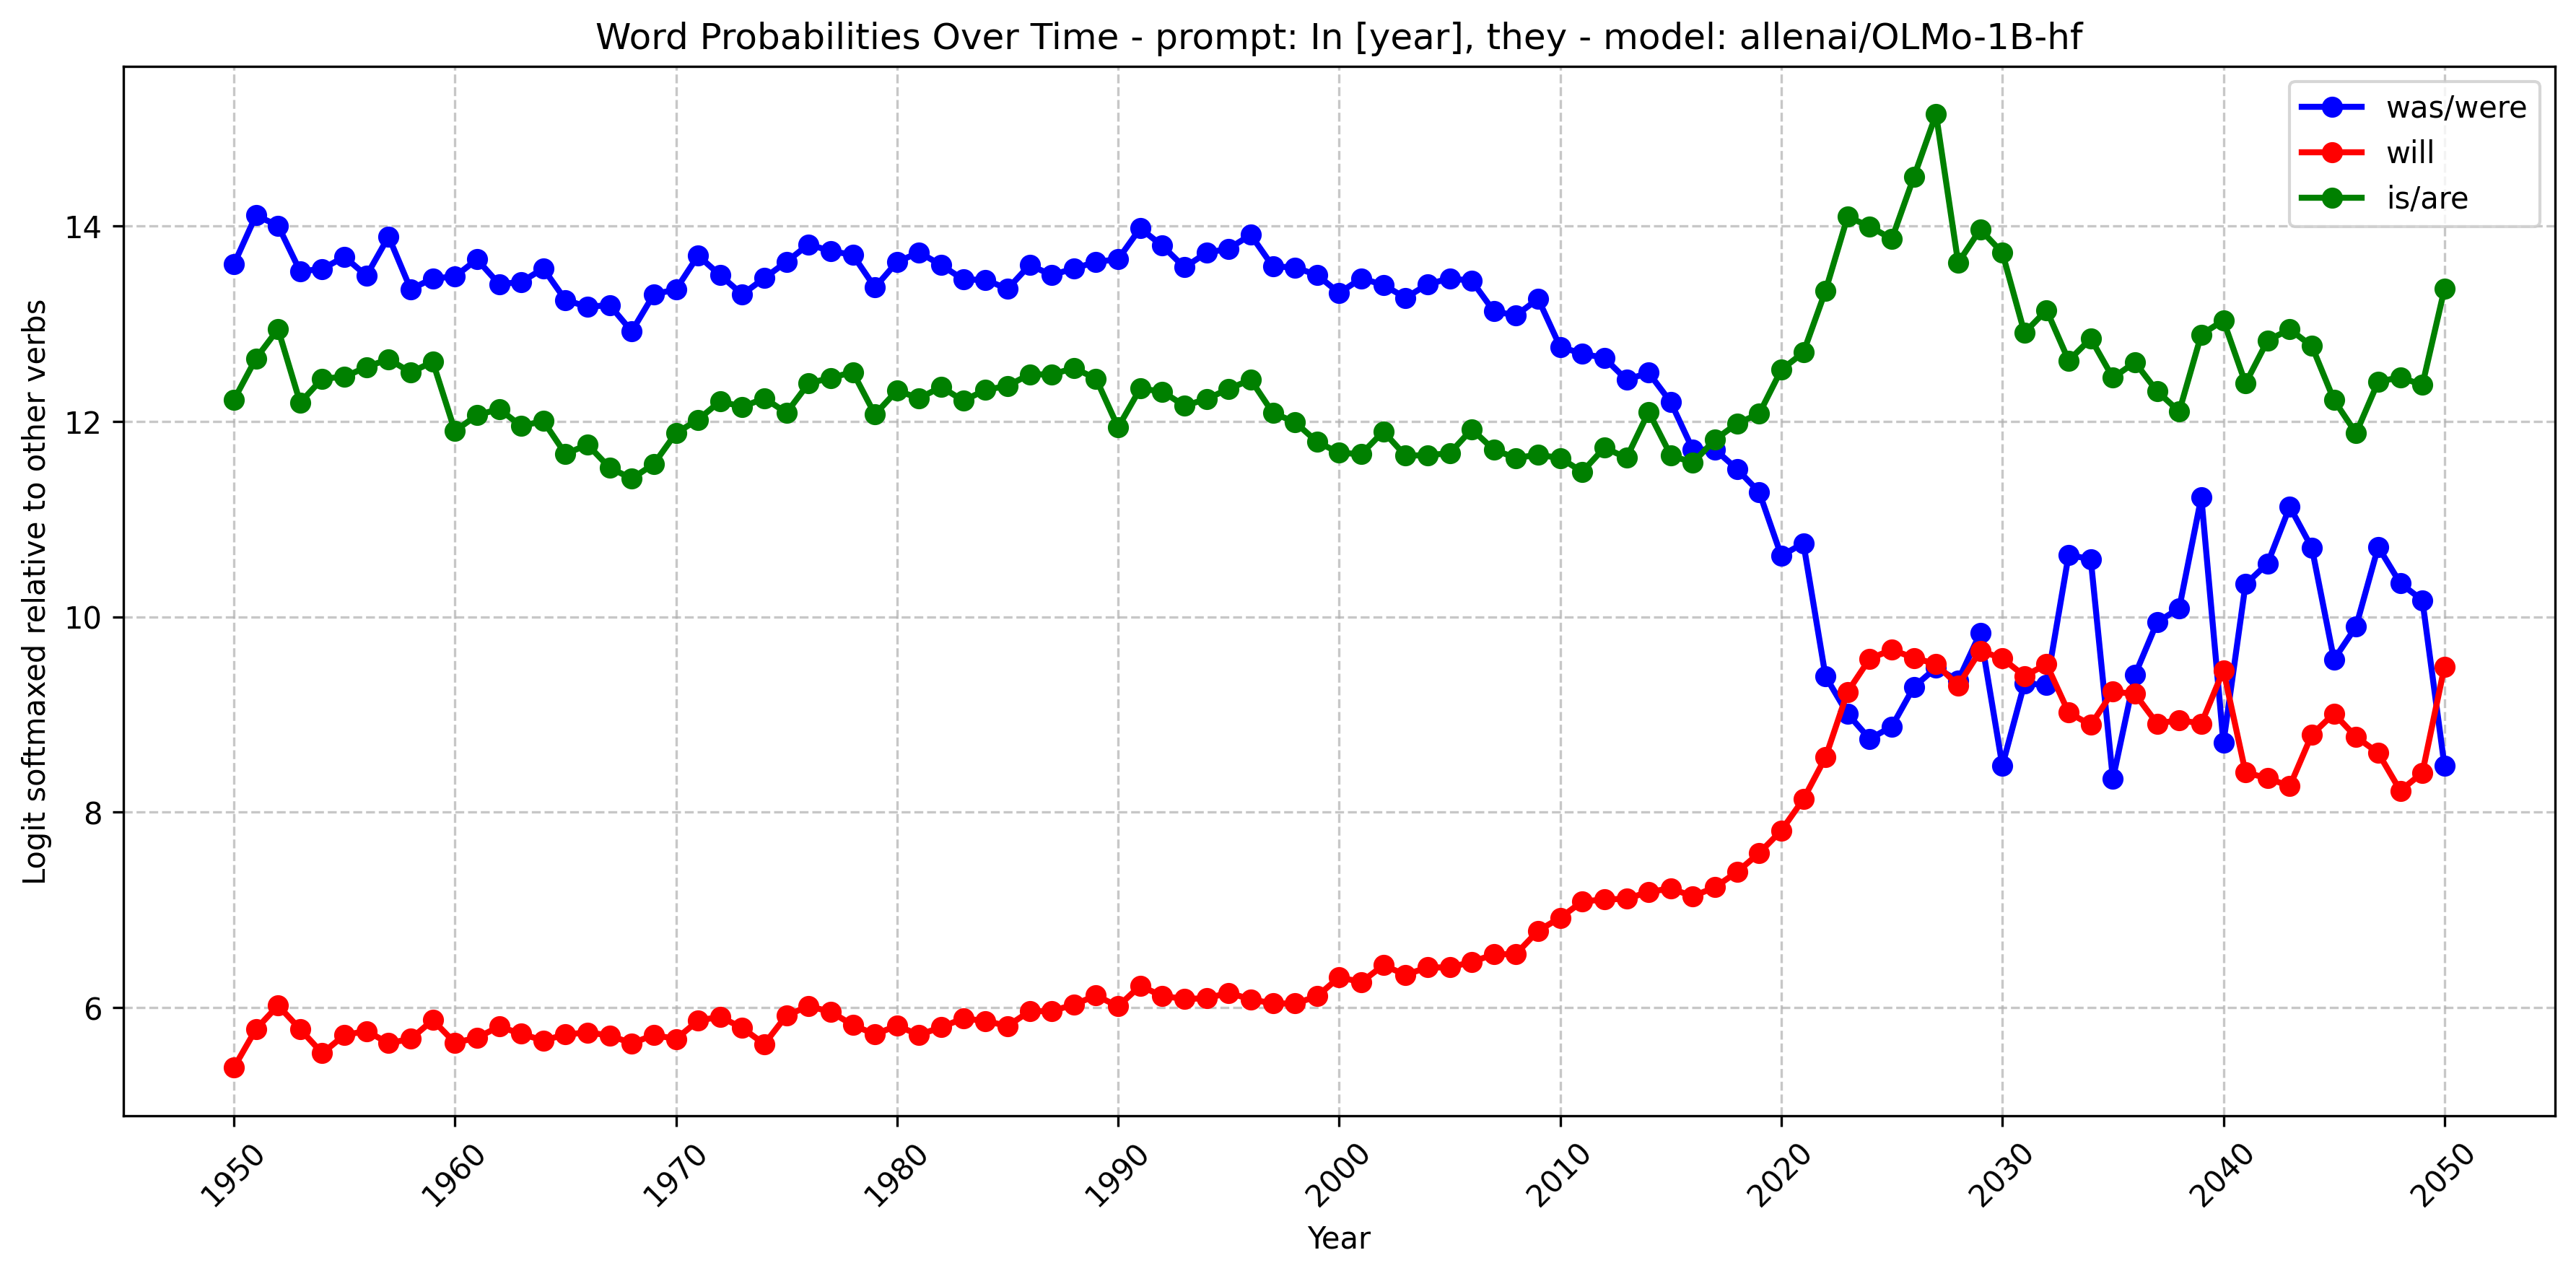 Word Probabilities Over Time - prompt: In [year], they - model: allenai/OLMo-1B-hf
was/were
will
is/are
Logit softmaxed relative to other verbs
14
12
10
8
6
1950
1960
1970
1980
1990
2000
2010
2020
2030
2040
2050
Year